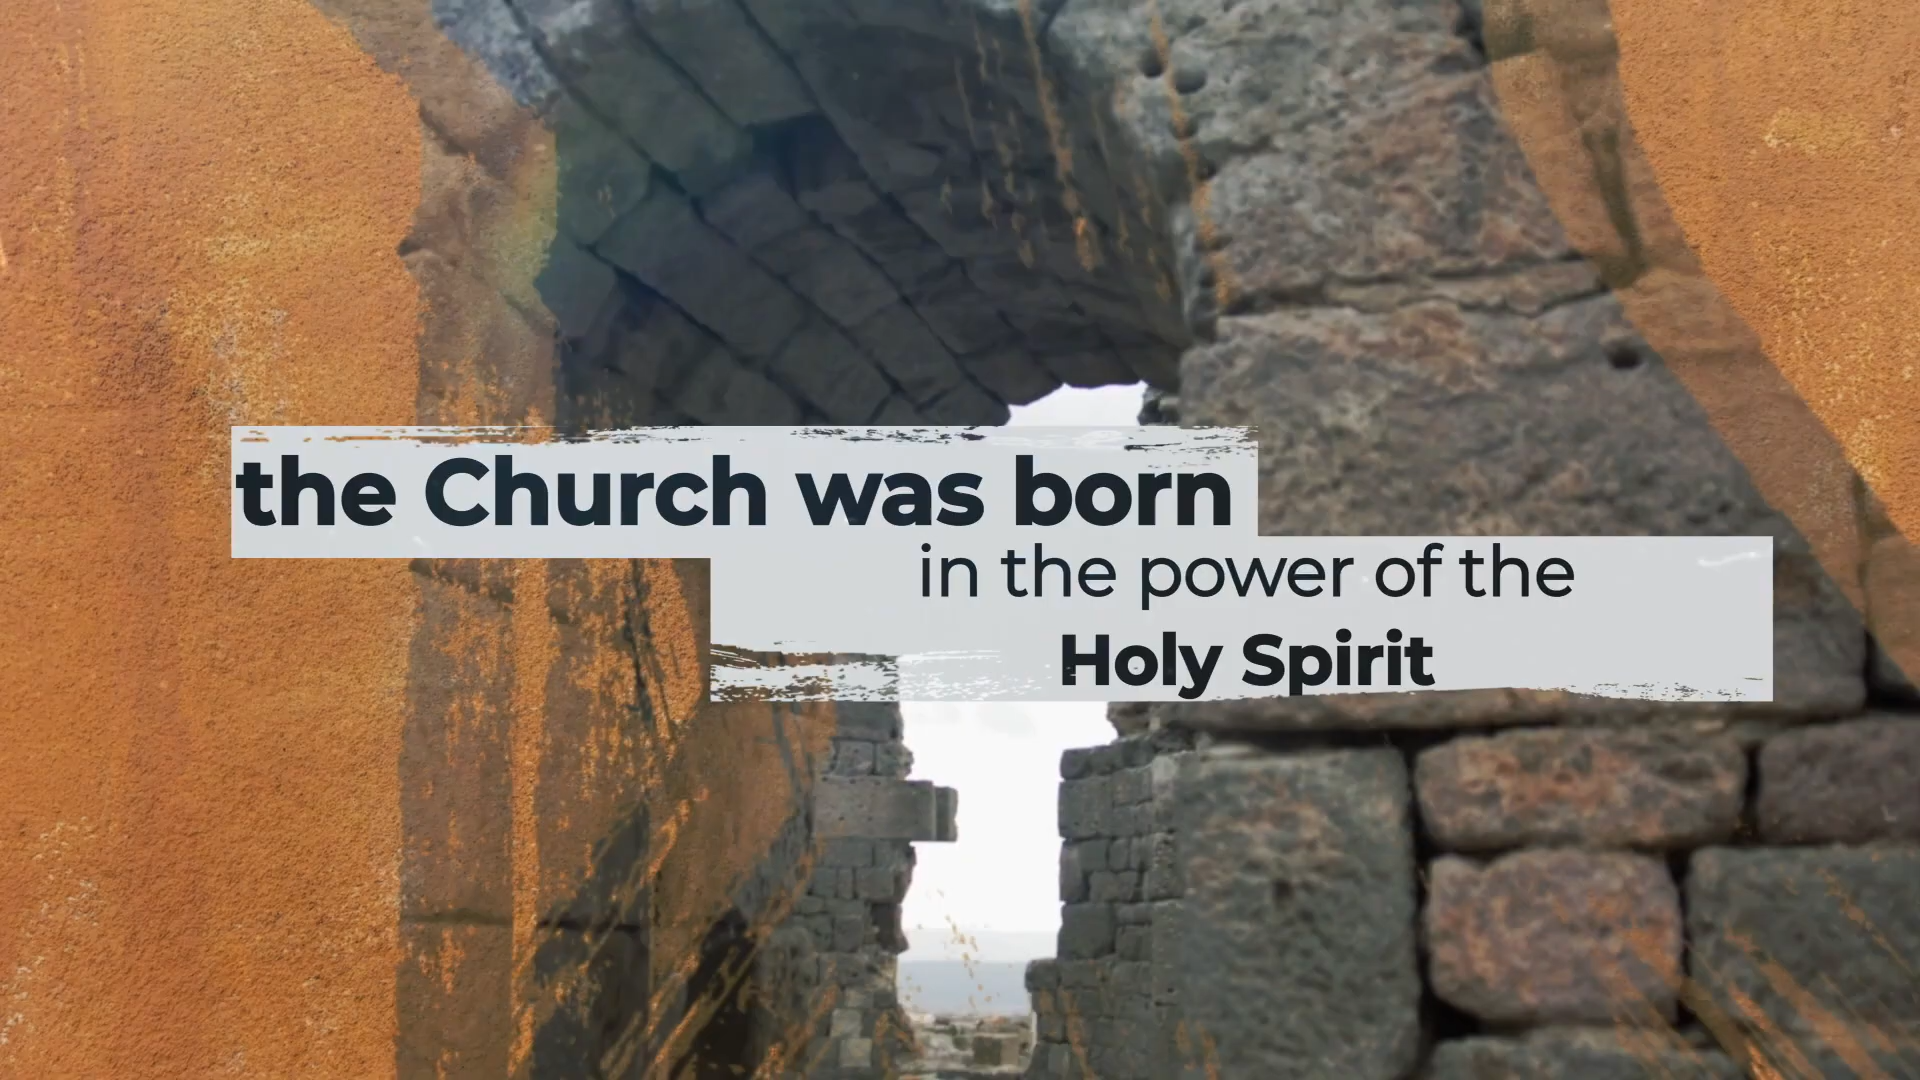 the Church was born
in the power of the
Holy Spirit